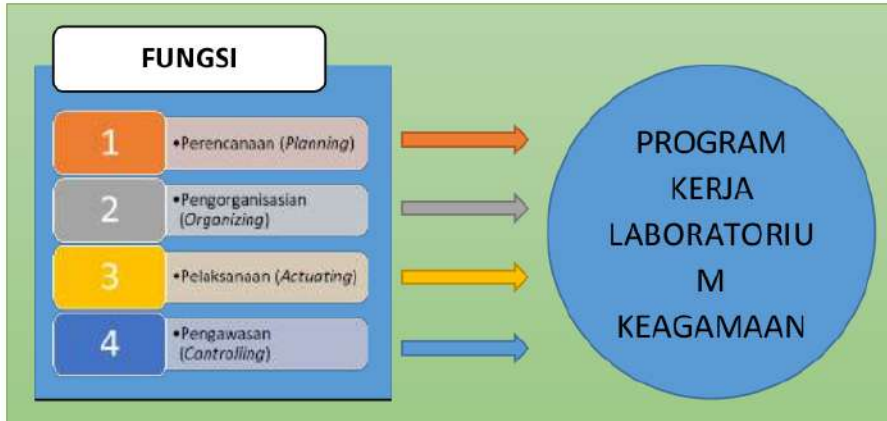 FUNGSI
1
•Perencanaan (Planning)
2
•Pengorganisasian
(Organizing)
3
•Pelaksanaan (Actuating)
4
•Pengawasan
(Controlling)
PROGRAM
KERJA
LABORATORIU
M
KEAGAMAAN